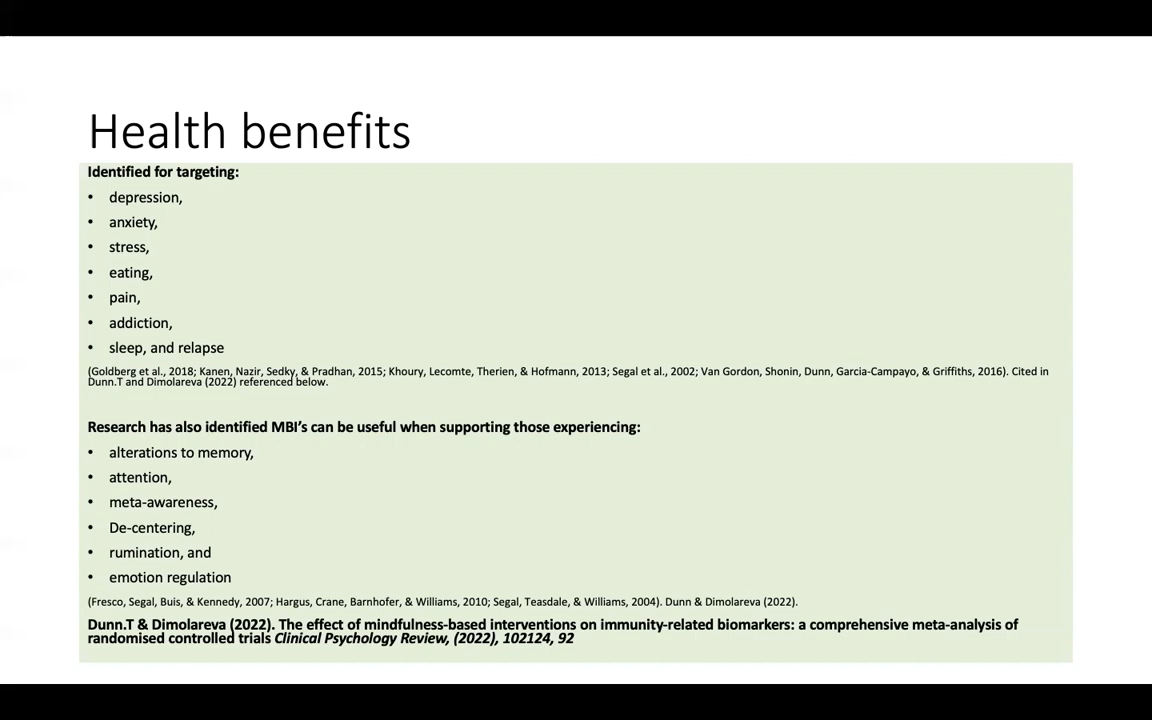 Health benefits
Identified for targeting:
• depression,
• anxiety,
• stress,
• eating,
• pain,
• addiction,
• sleep, and relapse
(Goldberg et al., 2018; Kanen, Nazir, Sedky, & Pradhan, 2015; Khoury, Lecomte, Therien, & Hofmann, 2013; Segal et al., 2002; Van Gordon, Shonin, Dunn, Garcia-Campayo, & Griffiths, 2016). Cited in
Dunn.T and Dimolareva (2022) referenced below.
Research has also identified MBI's can be useful when supporting those experiencing:
• alterations to memory,
• attention,
• meta-awareness,
• De-centering,
• rumination, and
• emotion regulation
(Fresco, Segal, Buis, & Kennedy, 2007; Hargus, Crane, Barnhofer, & Williams, 2010; Segal, Teasdale, & Williams, 2004). Dunn & Dimolareva (2022).
Dunn.T & Dimolareva (2022). The effect of mindfulness-based interventions on immunity-related biomarkers: a comprehensive meta-analysis of
randomised controlled trials Clinical Psychology Review, (2022), 102124, 92